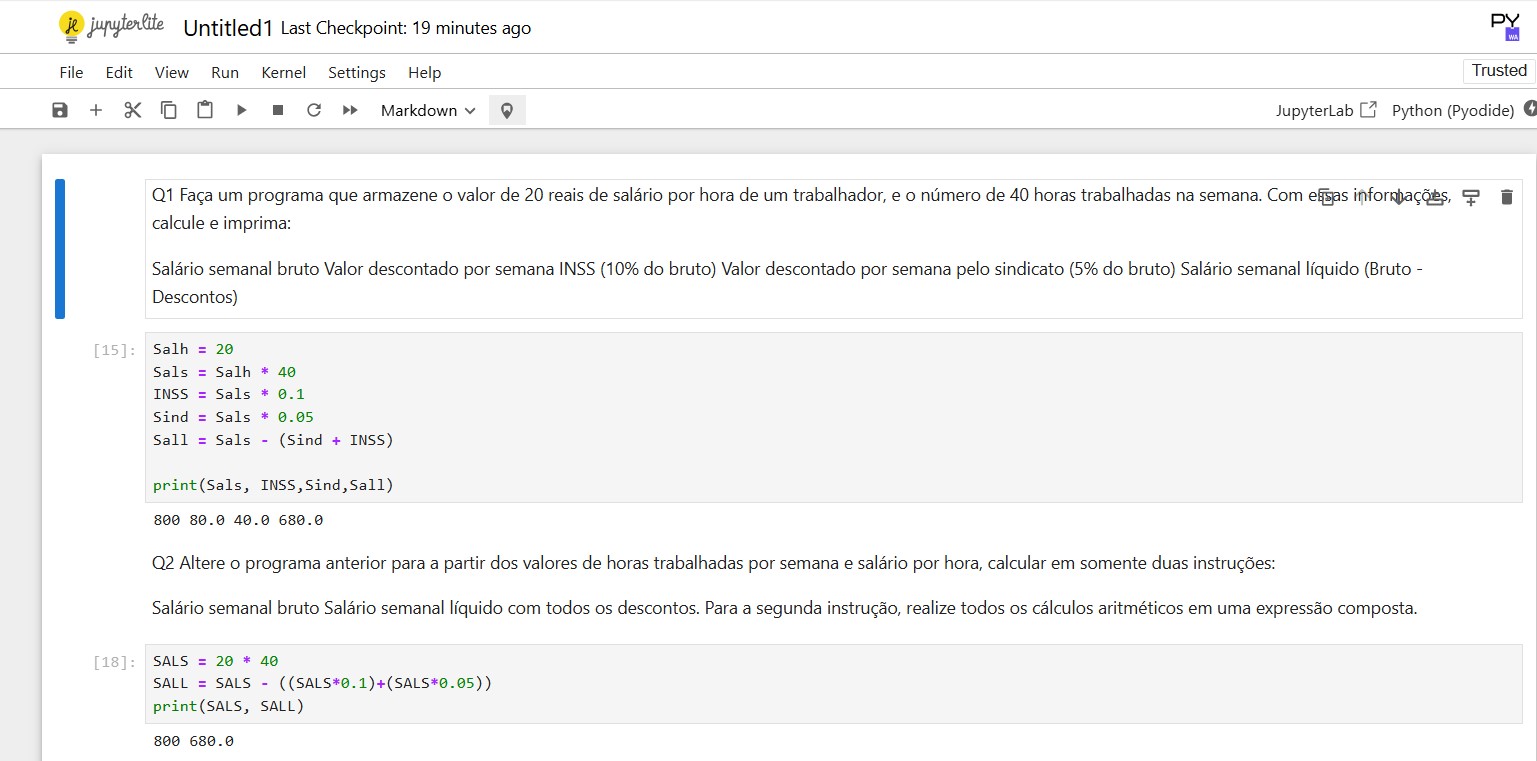 jupyterlite Untitled1 Last Checkpoint: 19 minutes ago PY WA
File Edit View Run Kernel Settings Help Trusted
Markdown JupyterLab Python (Pyodide)
Q1 Faça um programa que armazene o valor de 20 reais de salário por hora de um trabalhador, e o número de 40 horas trabalhadas na semana. Com essas informações,
calcule e imprima:
Salário semanal bruto Valor descontado por semana INSS (10% do bruto) Valor descontado por semana pelo sindicato (5% do bruto) Salário semanal líquido (Bruto -
Descontos)
[15]:
Salh = 20
Sals = Salh * 40
INSS = Sals * 0.1
Sind = Sals * 0.05
Sall = Sals - (Sind + INSS)
print(Sals, INSS,Sind,Sall)
800 80.0 40.0 680.0
Q2 Altere o programa anterior para a partir dos valores de horas trabalhadas por semana e salário por hora, calcular em somente duas instruções:
Salário semanal bruto Salário semanal líquido com todos os descontos. Para a segunda instrução, realize todos os cálculos aritméticos em uma expressão composta.
[18]:
SALS = 20 * 40
SALL = SALS - ((SALS*0.1)+(SALS*0.05))
print(SALS, SALL)
800 680.0